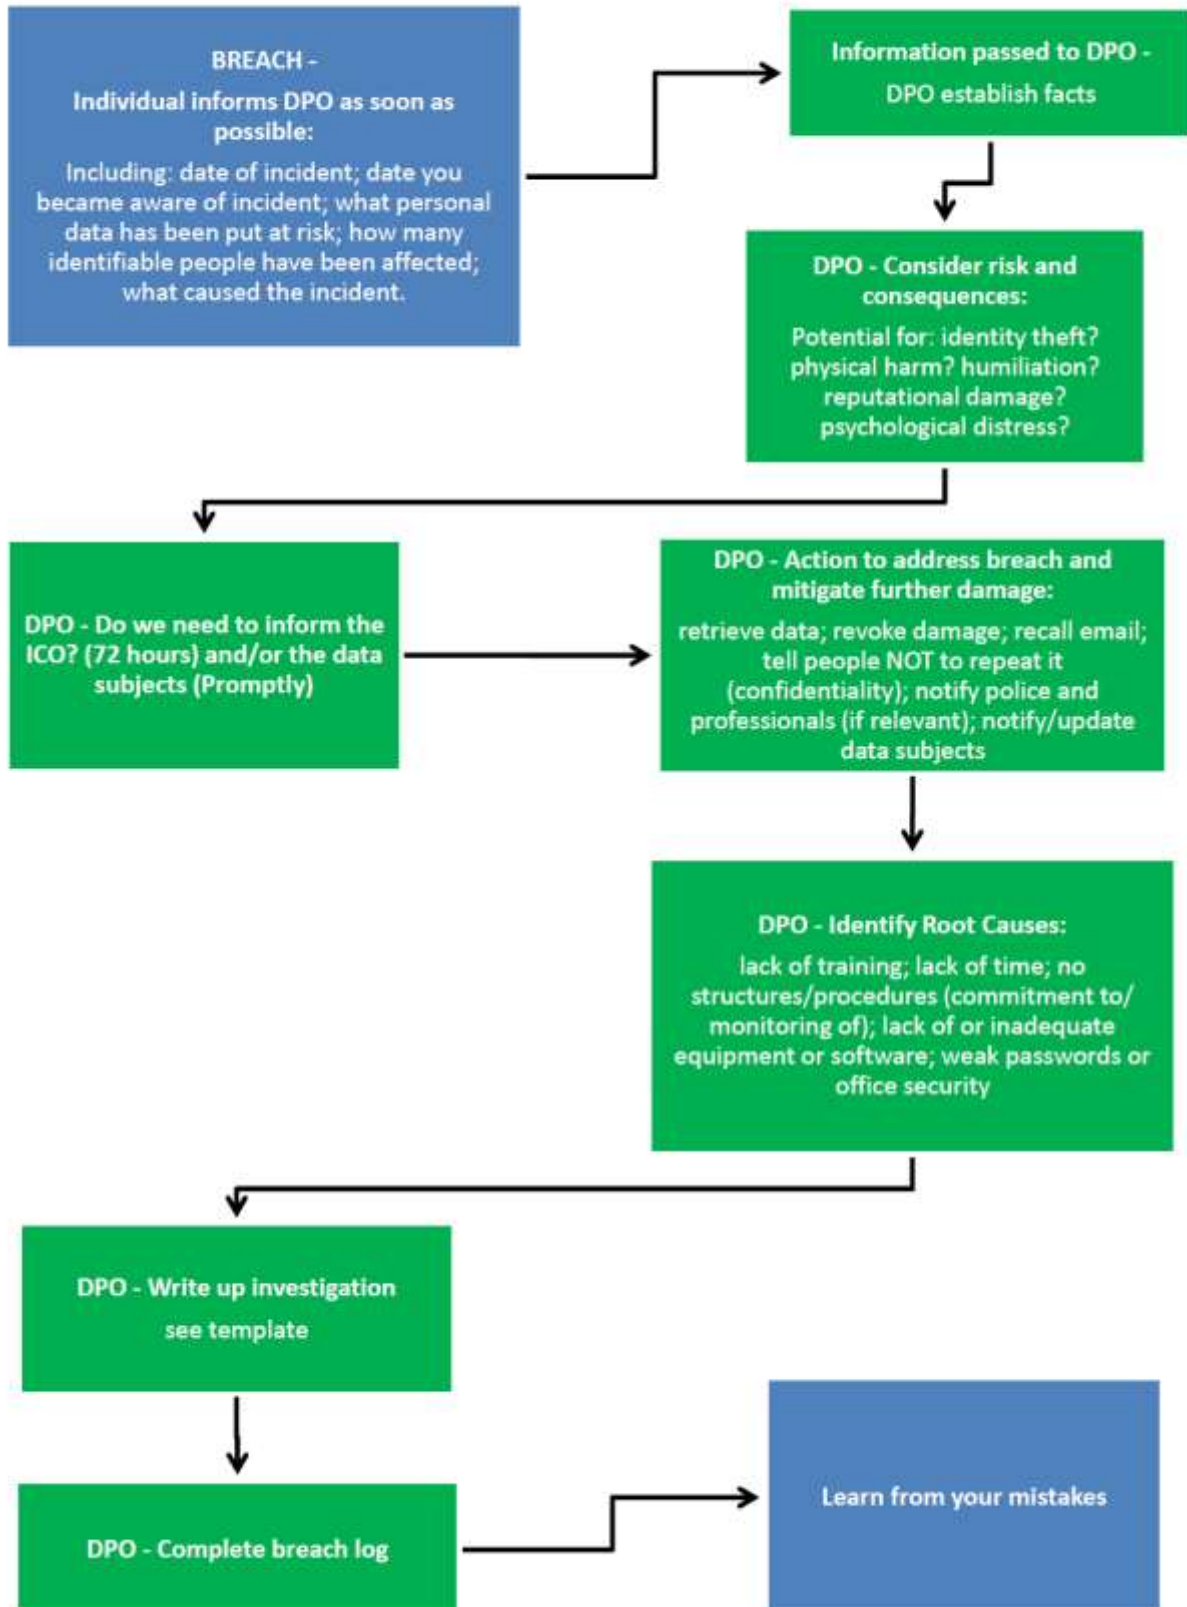 BREACH -
Individual informs DPO as soon as
possible:
Including: date of incident; date you
became aware of incident; what personal
data has been put at risk; how many
identifiable people have been affected;
what caused the incident.
Information passed to DPO -
DPO establish facts
DPO - Consider risk and
consequences:
Potential for: identity theft?
physical harm? humiliation?
reputational damage?
psychological distress?
DPO - Do we need to inform the
ICO? (72 hours) and/or the data
subjects (Promptly)
DPO - Action to address breach and
mitigate further damage:
retrieve data; revoke damage; recall email;
tell people NOT to repeat it
(confidentiality); notify police and
professionals (if relevant); notify/update
data subjects
DPO - Identify Root Causes:
lack of training; lack of time; no
structures/procedures (commitment to/
monitoring of); lack of or inadequate
equipment or software; weak passwords or
office security
DPO - Write up investigation
see template
DPO - Complete breach log
Learn from your mistakes